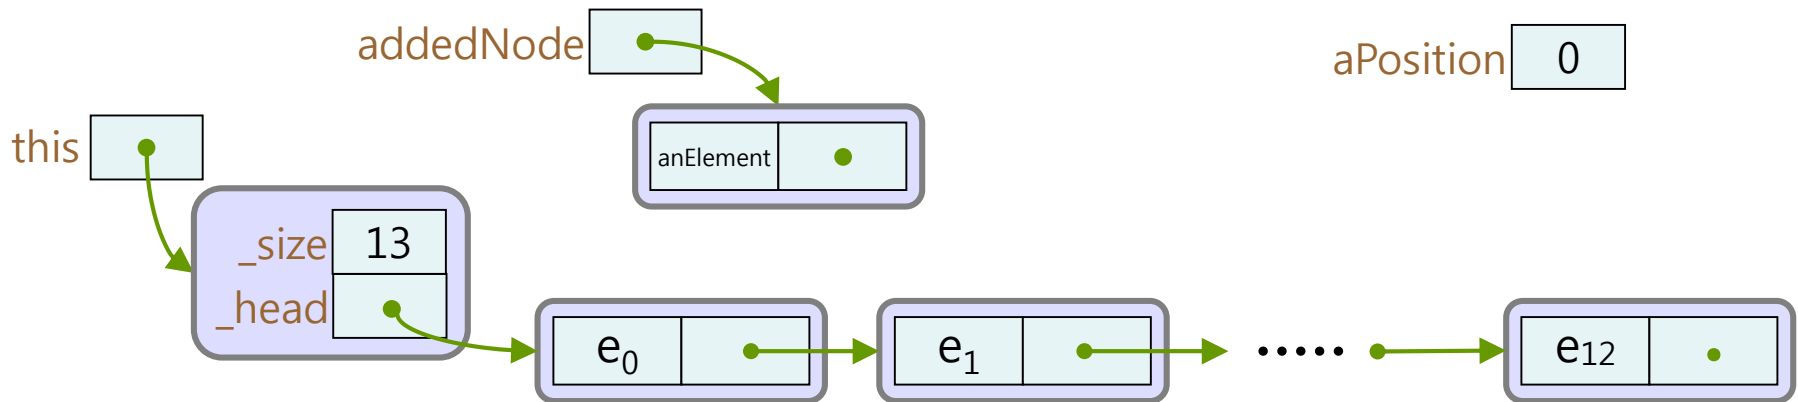 addedNode
aPosition 0
this
anElement
_size 13
_head
e0 e1 ····· e12